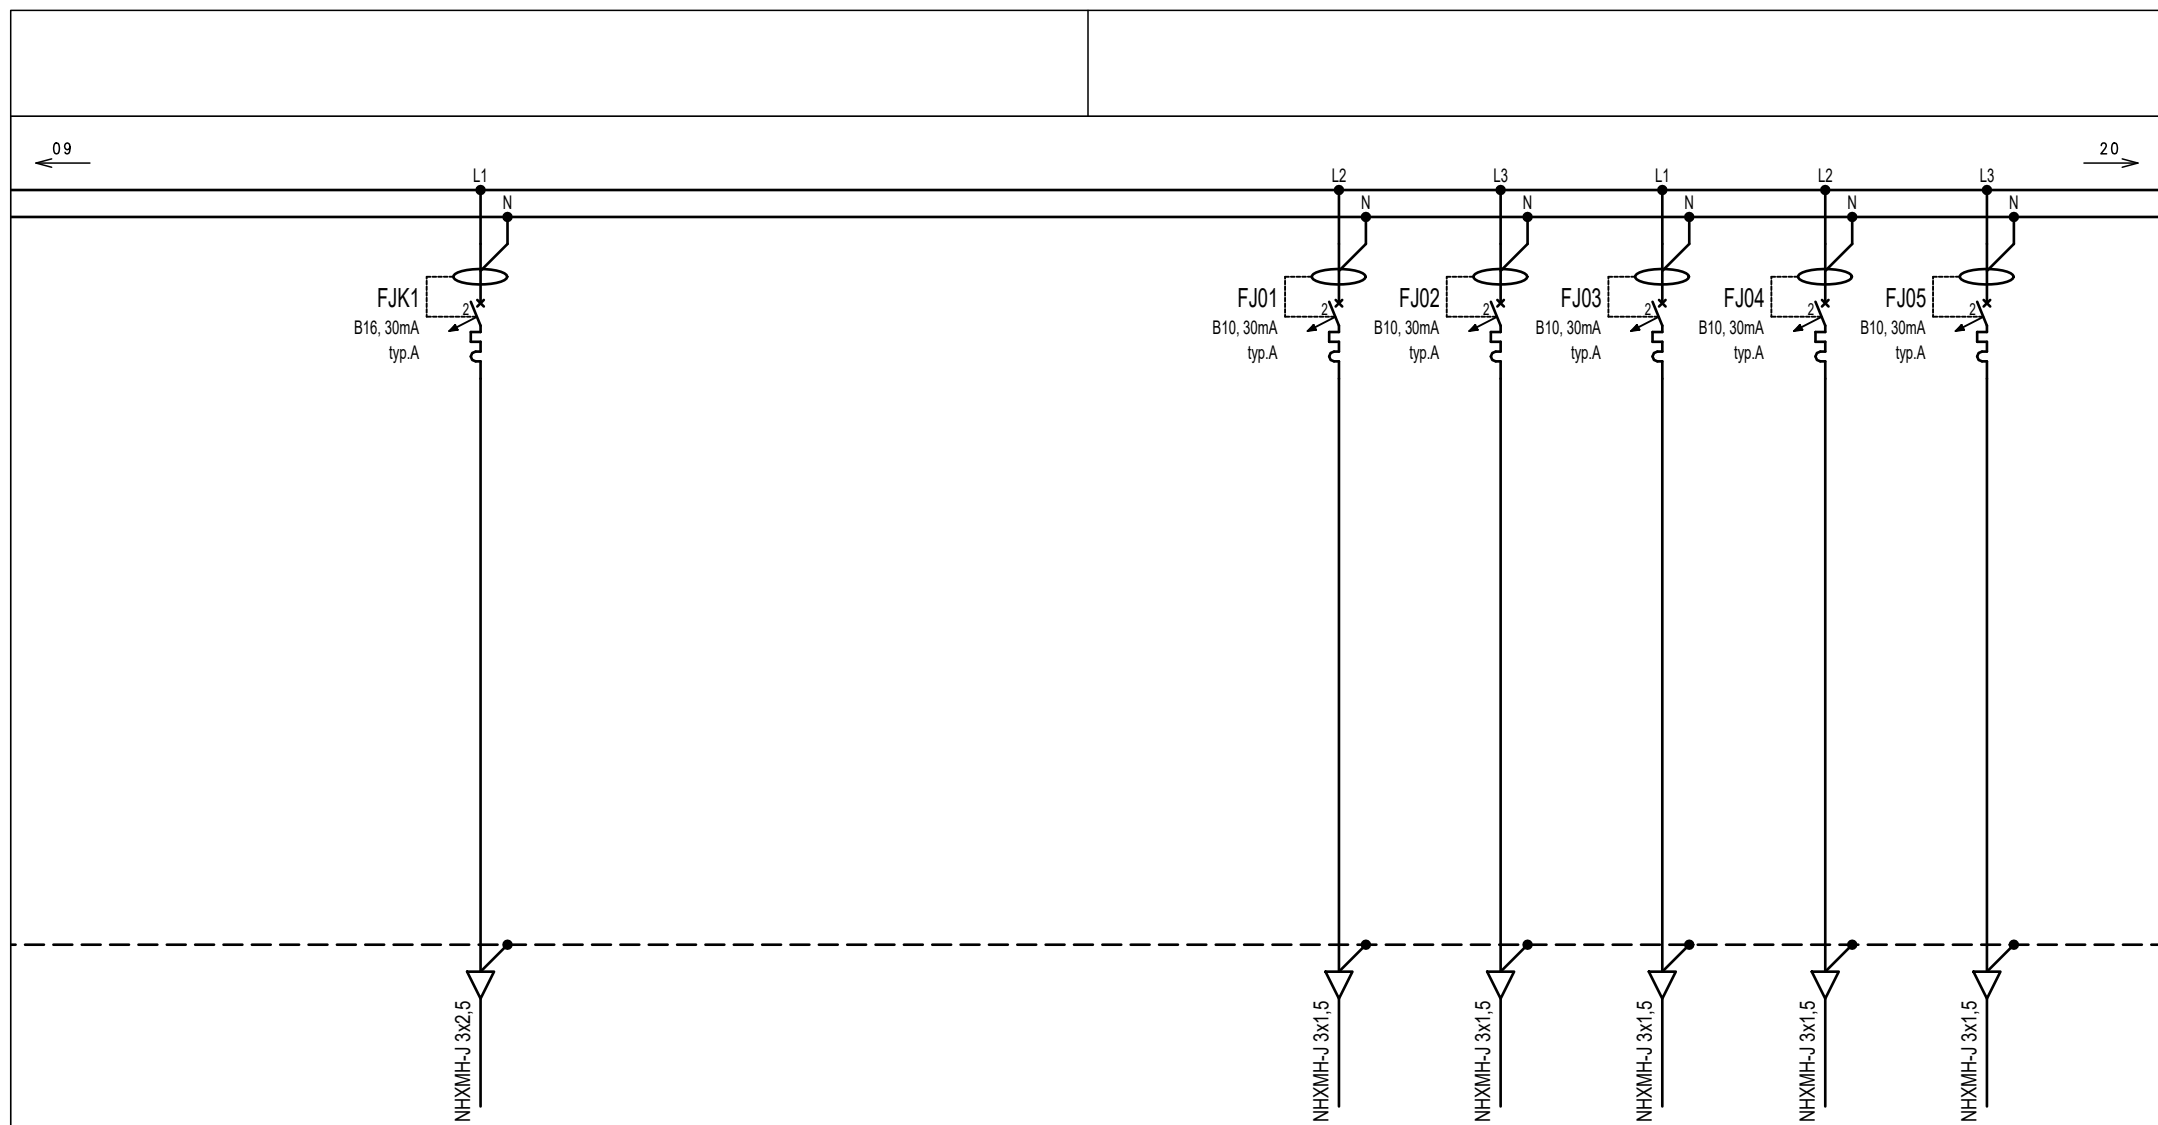 09
20
L1
L2
L3
L1
L2
L3
N
N
N
N
N
N
FJK1
2
B16, 30mA
typ.A
FJ01
2
B10, 30mA
typ.A
FJ02
2
B10, 30mA
typ.A
FJ03
2
B10, 30mA
typ.A
FJ04
2
B10, 30mA
typ.A
FJ05
2
B10, 30mA
typ.A
NHXMH-J 3x2,5
NHXMH-J 3x1,5
NHXMH-J 3x1,5
NHXMH-J 3x1,5
NHXMH-J 3x1,5
NHXMH-J 3x1,5